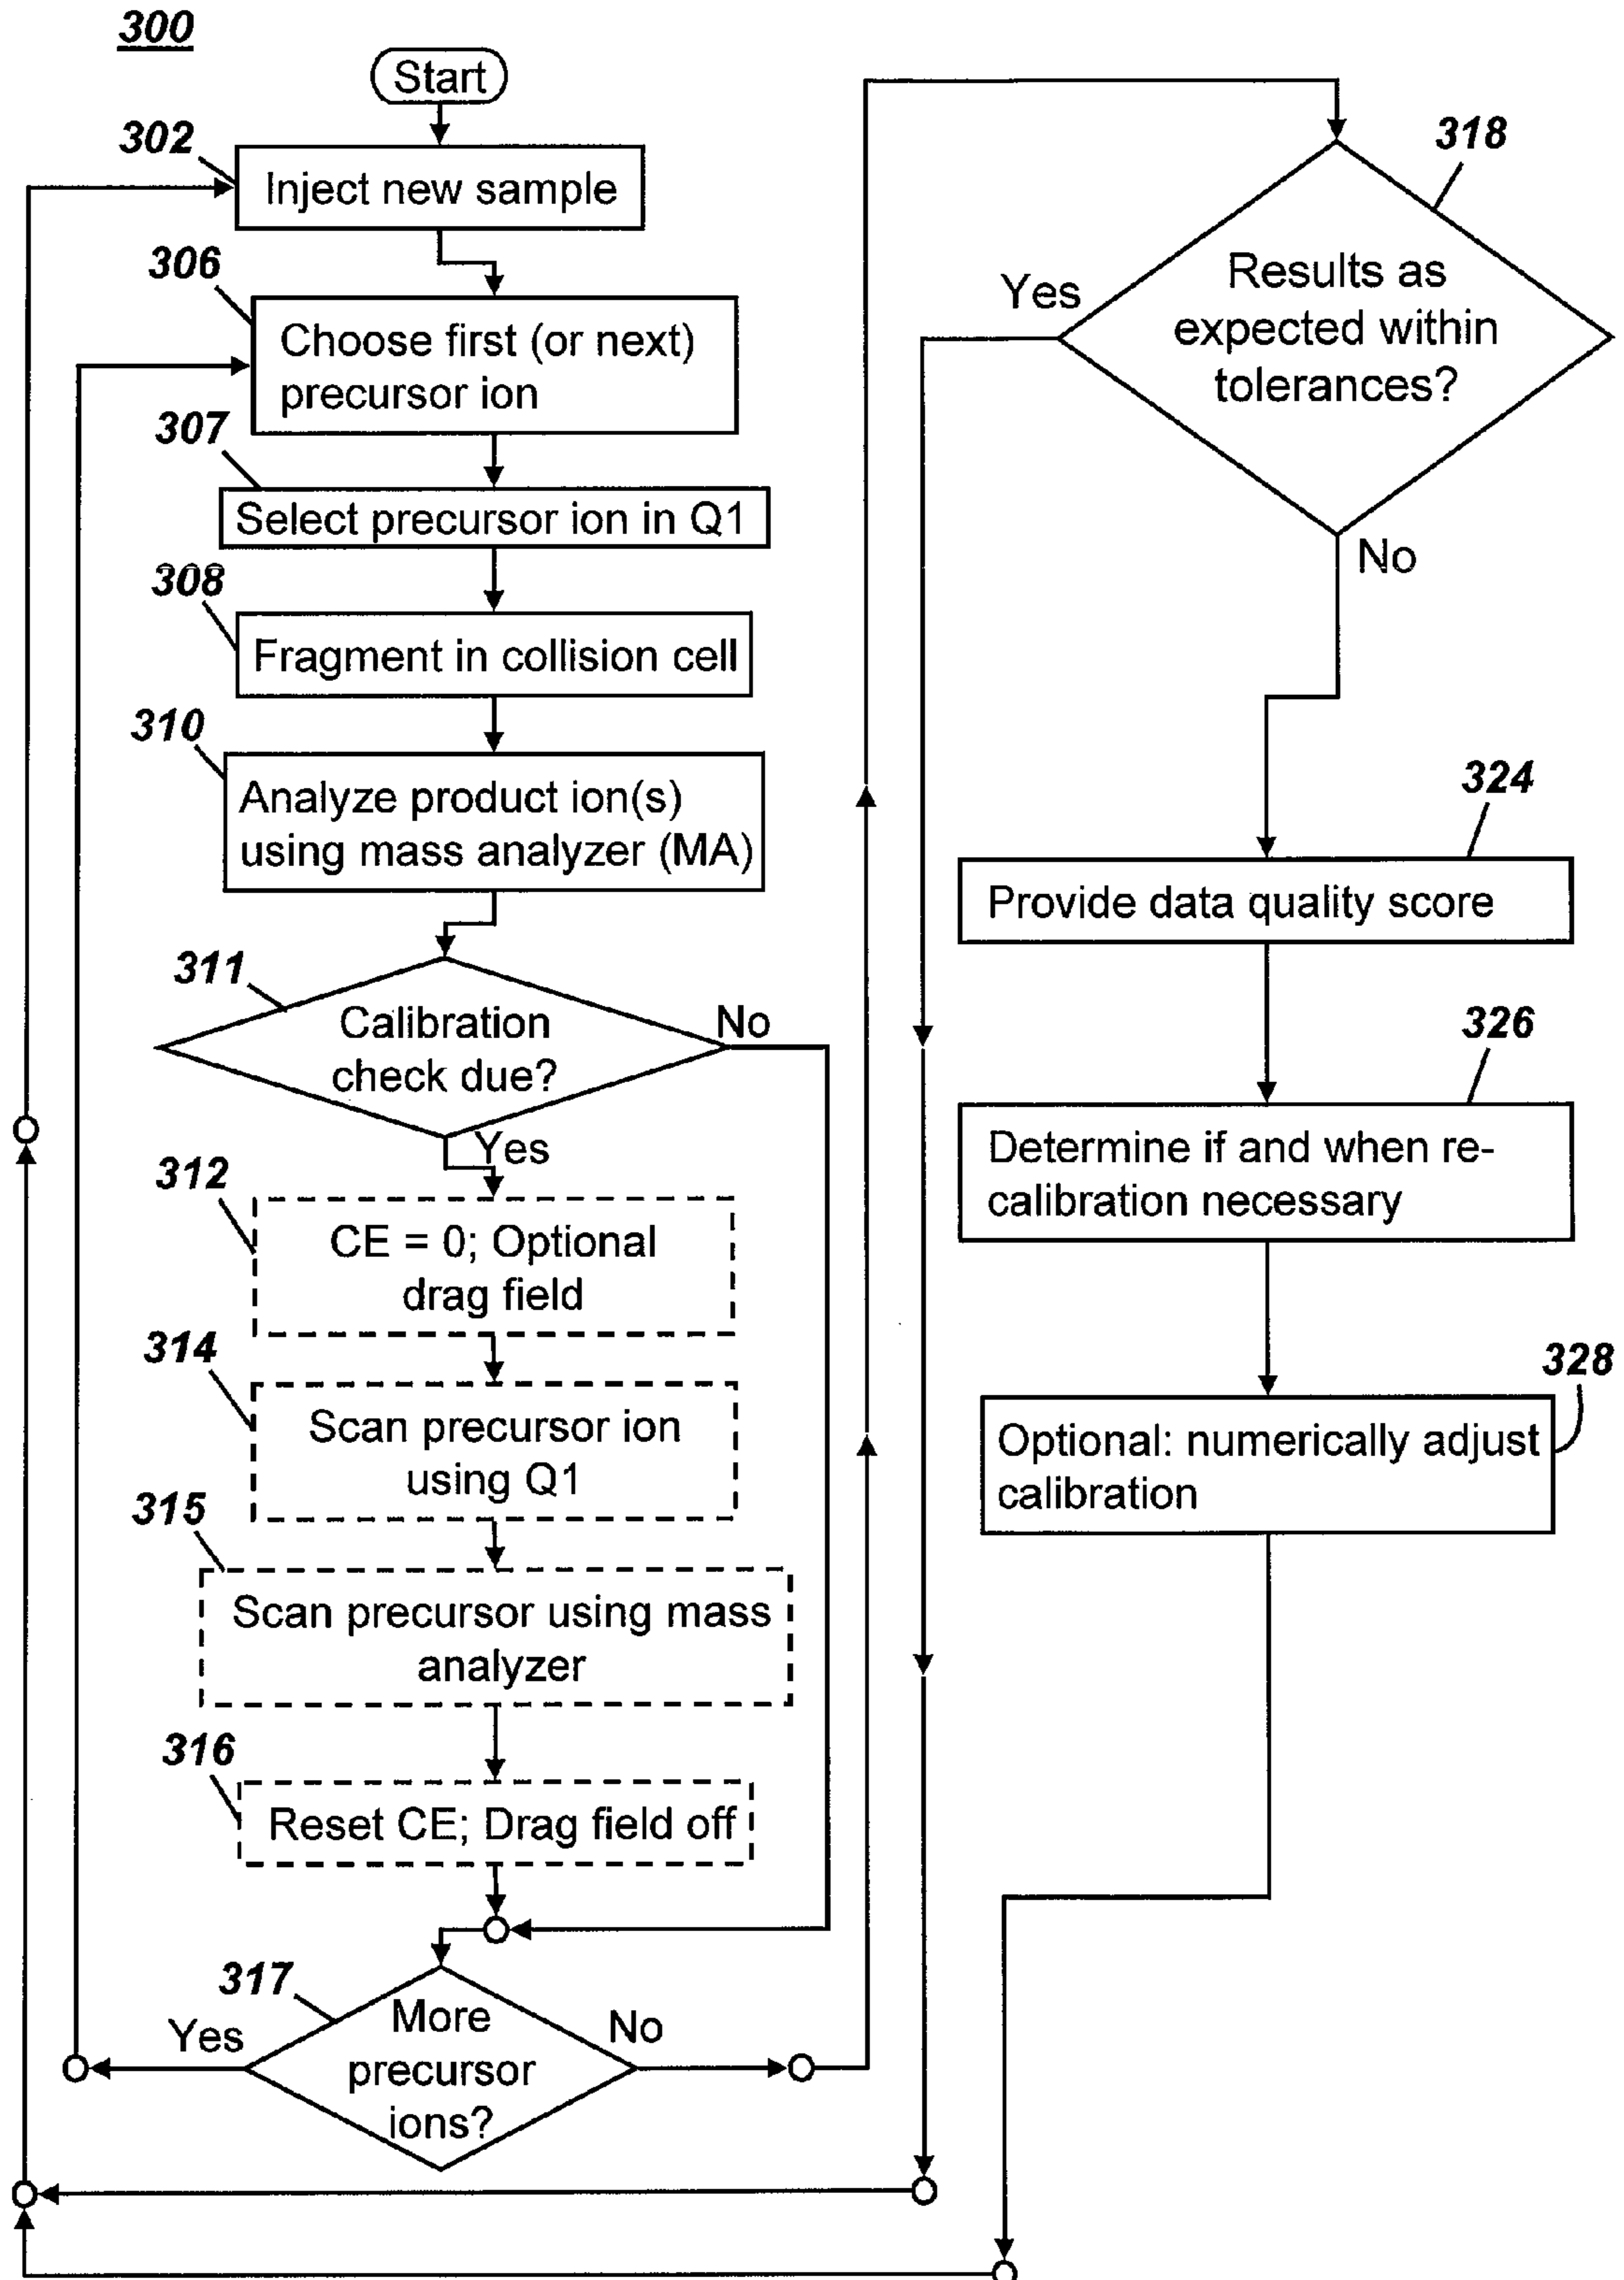 300
Start
302
Inject new sample
306
Choose first (or next)
precursor ion
307
Select precursor ion in Q1
308
Fragment in collision cell
310
Analyze product ion(s)
using mass analyzer (MA)
311
Calibration
check due?
No
Yes
312
CE = 0; Optional
drag field
314
Scan precursor ion
using Q1
315
Scan precursor using mass
analyzer
316
Reset CE; Drag field off
317
More
precursor
ions?
Yes
No
318
Results as
expected within
tolerances?
Yes
No
324
Provide data quality score
326
Determine if and when re-
calibration necessary
328
Optional: numerically adjust
calibration